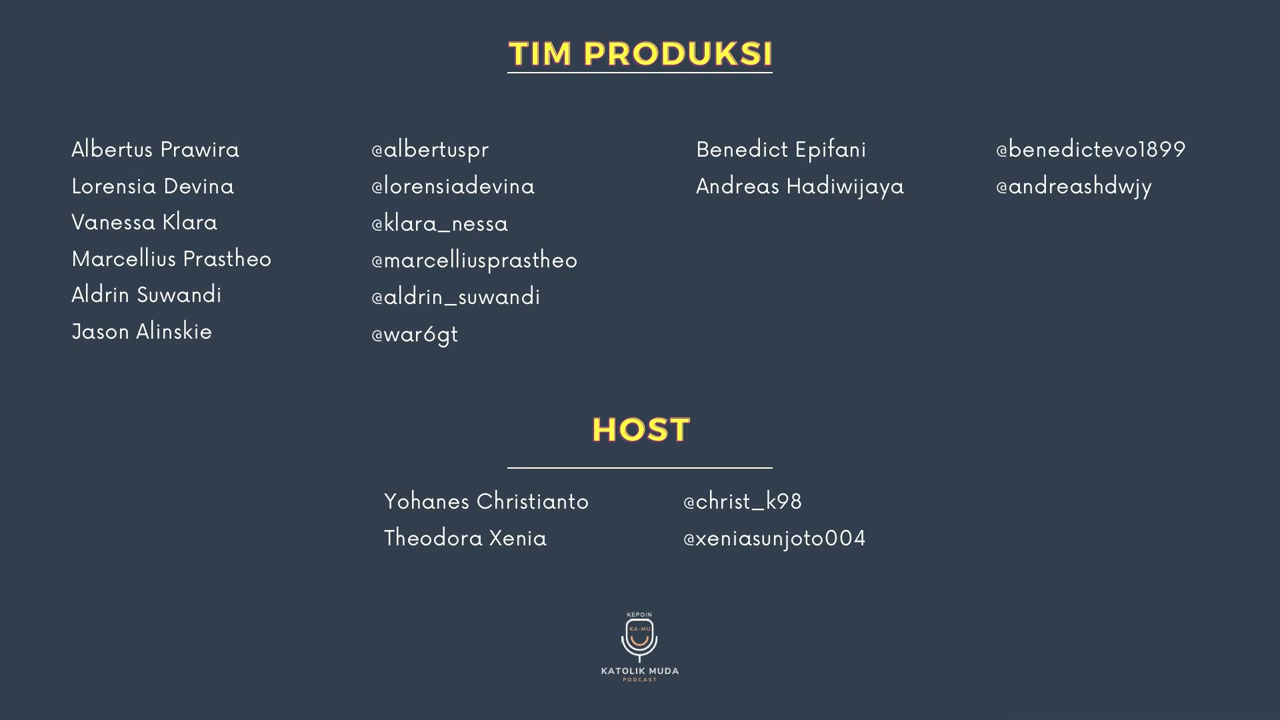 TIM PRODUKSI
Albertus Prawira @albertuspr Benedict Epifani @benedictevo1899
Lorensia Devina @lorensiadevina Andreas Hadiwijaya @andreashdwjy
Vanessa Klara @klara_nessa
Marcellius Prastheo @marcelliusprastheo
Aldrin Suwandi @aldrin_suwandi
Jason Alinskie @war6gt
HOST
Yohanes Christianto @christ_k98
Theodora Xenia @xeniasunjoto004
KEPOIN
KA-MU
KATOLIK MUDA
PODCAST